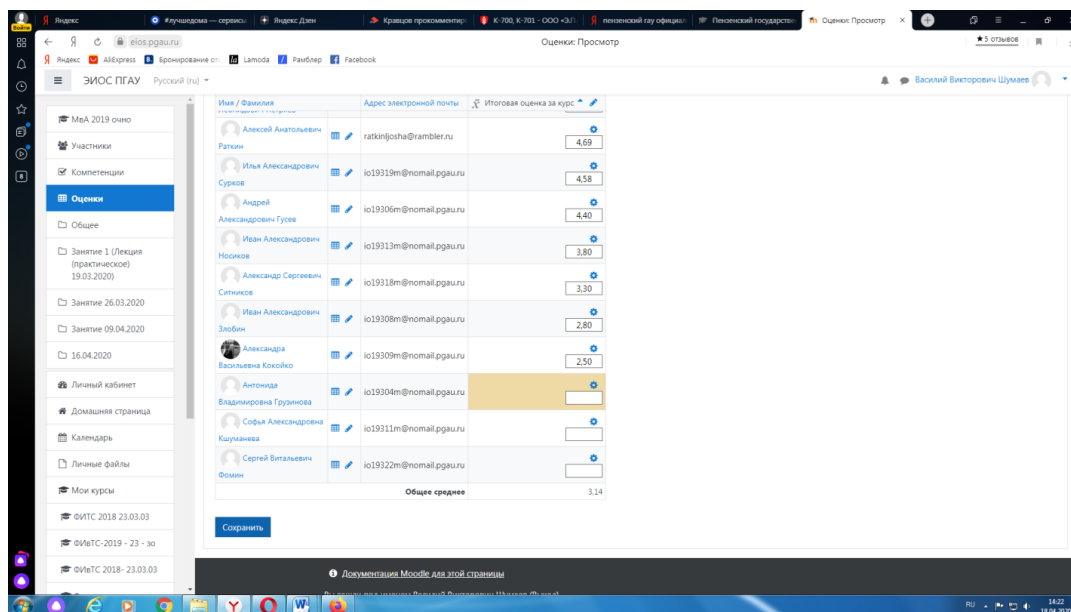 Войти
Яндекс
#лучшедома — сервисы
Яндекс Дзен
Кравцов прокомментир
К-700, К-701 - ООО «ЭЛ
пензенский гау официал
Пензенский государстве
Оценки: Просмотр
eios.pgau.ru
Оценки: Просмотр
★ 5 отзывов
Яндекс
AliExpress
Бронирование от
Lamoda
Рамблер
Facebook
ЭИОС ПГАУ
Русский (ru)
Василий Викторович Шумаев
МвА 2019 очно
Участники
Компетенции
Оценки
Общее
Занятие 1 (Лекция
(практическое)
19.03.2020)
Занятие 26.03.2020
Занятие 09.04.2020
16.04.2020
Личный кабинет
Домашняя страница
Календарь
Личные файлы
Мои курсы
ФИТС 2018 23.03.03
ФИвТС-2019 - 23 - зо
ФИвТС 2018- 23.03.03
Имя / Фамилия Адрес электронной почты Итоговая оценка за курс
Алексей Анатольевич
Раткин
ratkinljosha@rambler.ru
4,69
Илья Александрович
Сурков
io19319m@nomail.pgau.ru
4,58
Андрей
Александрович Гусев
io19306m@nomail.pgau.ru
4,40
Иван Александрович
Носиков
io19313m@nomail.pgau.ru
3,80
Александр Сергеевич
Ситников
io19318m@nomail.pgau.ru
3,30
Иван Александрович
Злобин
io19308m@nomail.pgau.ru
2,80
Александра
Васильевна Кокойко
io19309m@nomail.pgau.ru
2,50
Антонида
Владимировна Грузинова
io19304m@nomail.pgau.ru
Софья Александровна
Кшуманева
io19311m@nomail.pgau.ru
Сергей Витальевич
Фомин
io19322m@nomail.pgau.ru
Общее среднее 3,14
Сохранить
Документация Moodle для этой страницы
RU
14:22
18.04.2020